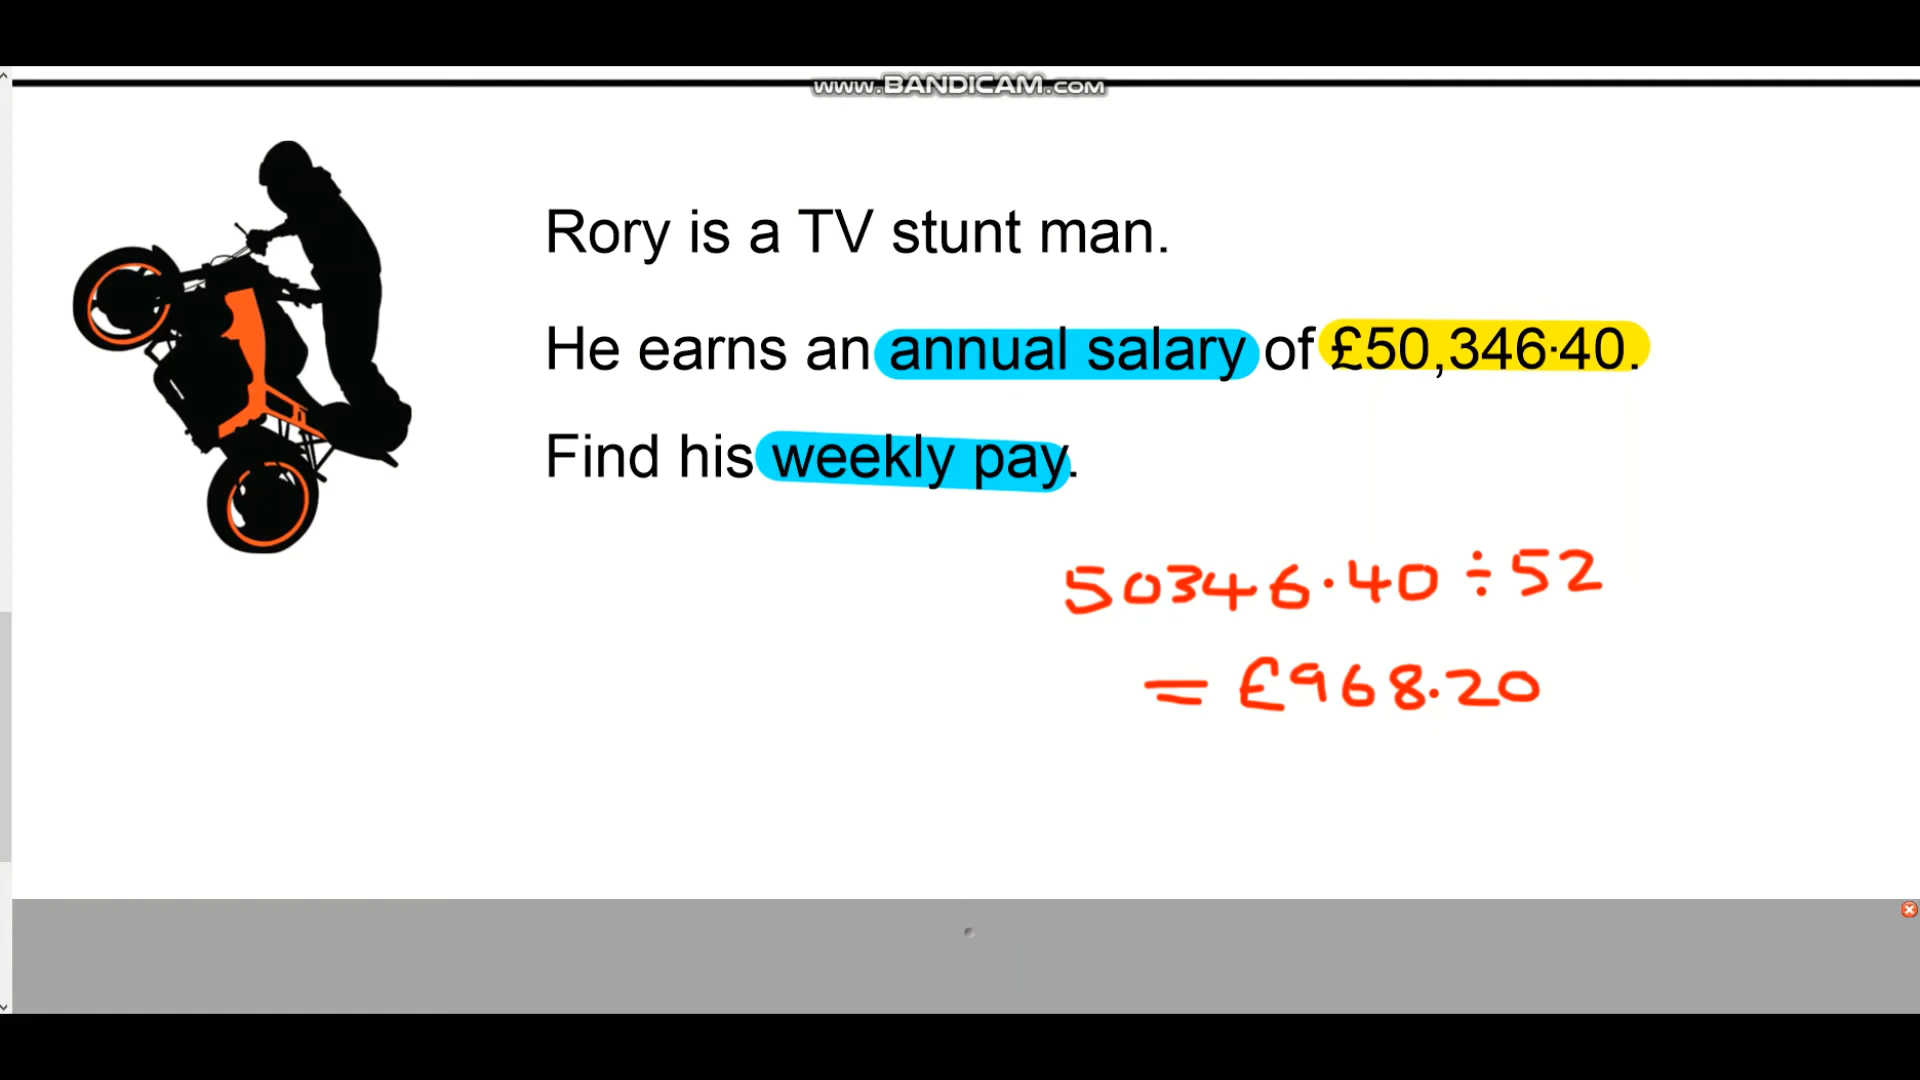 www.BANDICAM.com
Rory is a TV stunt man.
He earns an annual salary of £50,346·40.
Find his weekly pay.
50346·40 ÷ 52
= £968·20